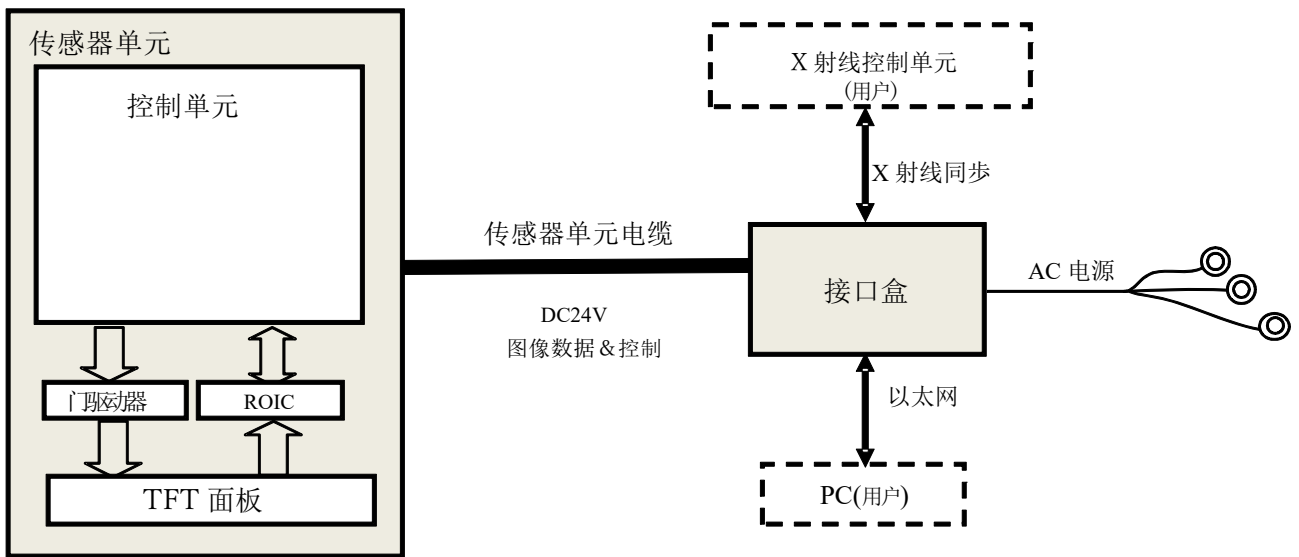 传感器单元
控制单元
门驱动器
ROIC
TFT 面板
传感器单元电缆
DC24V
图像数据＆控制
X 射线控制单元
(用户)
X 射线同步
接口盒
AC 电源
以太网
PC(用户)